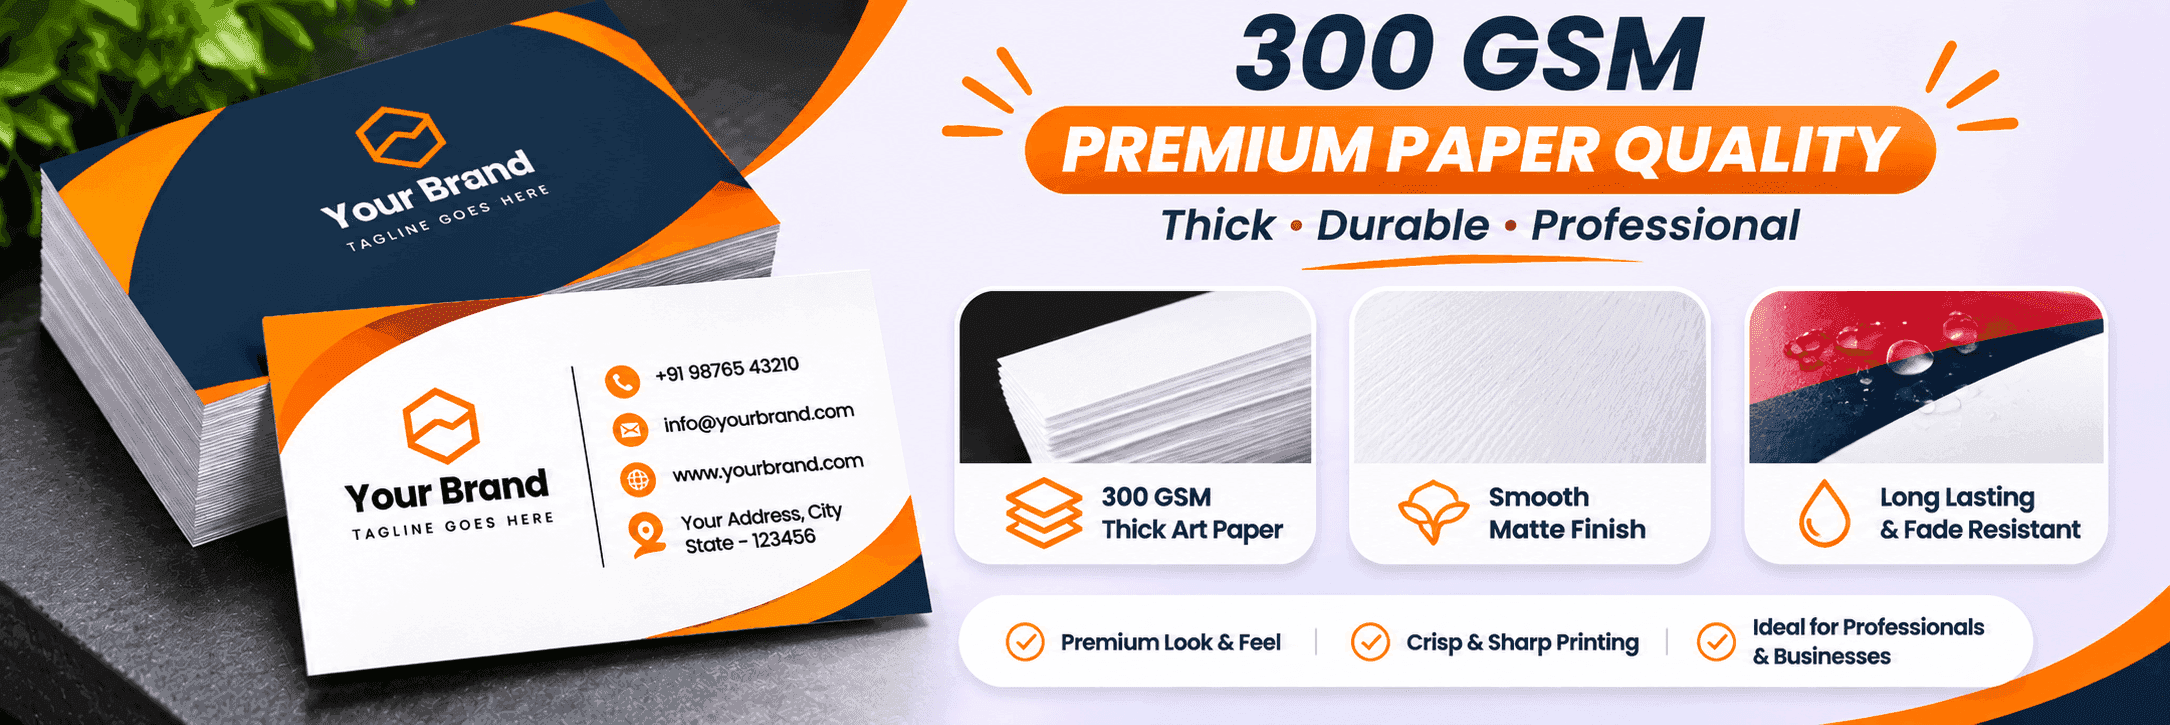 Your Brand
TAGLINE GOES HERE
Your Brand
TAGLINE GOES HERE
+91 98765 43210
info@yourbrand.com
www.yourbrand.com
Your Address, City
State - 123456
300 GSM
PREMIUM PAPER QUALITY
Thick • Durable • Professional
300 GSM
Thick Art Paper
Smooth
Matte Finish
Long Lasting
& Fade Resistant
Premium Look & Feel
Crisp & Sharp Printing
Ideal for Professionals
& Businesses